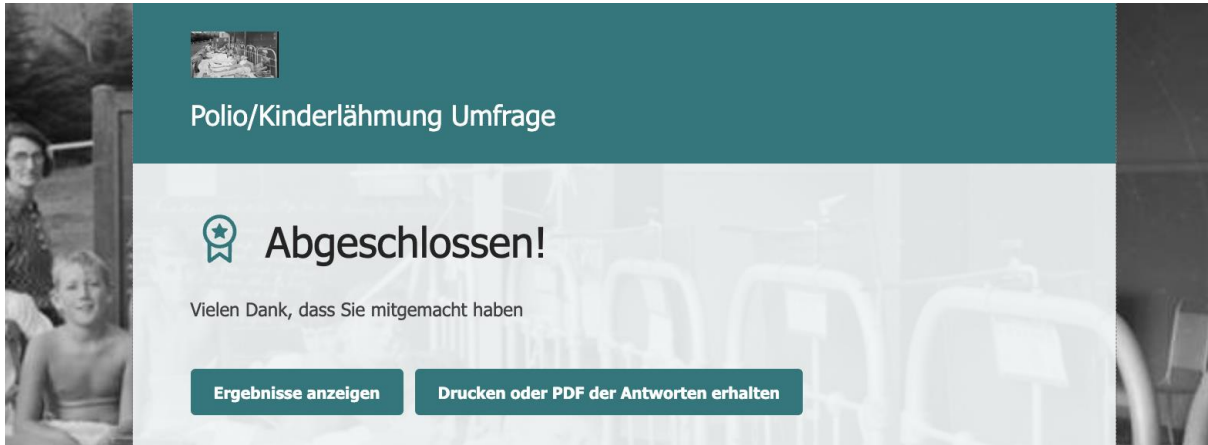 Polio/Kinderlähmung Umfrage
Abgeschlossen!
Vielen Dank, dass Sie mitgemacht haben
Ergebnisse anzeigen
Drucken oder PDF der Antworten erhalten